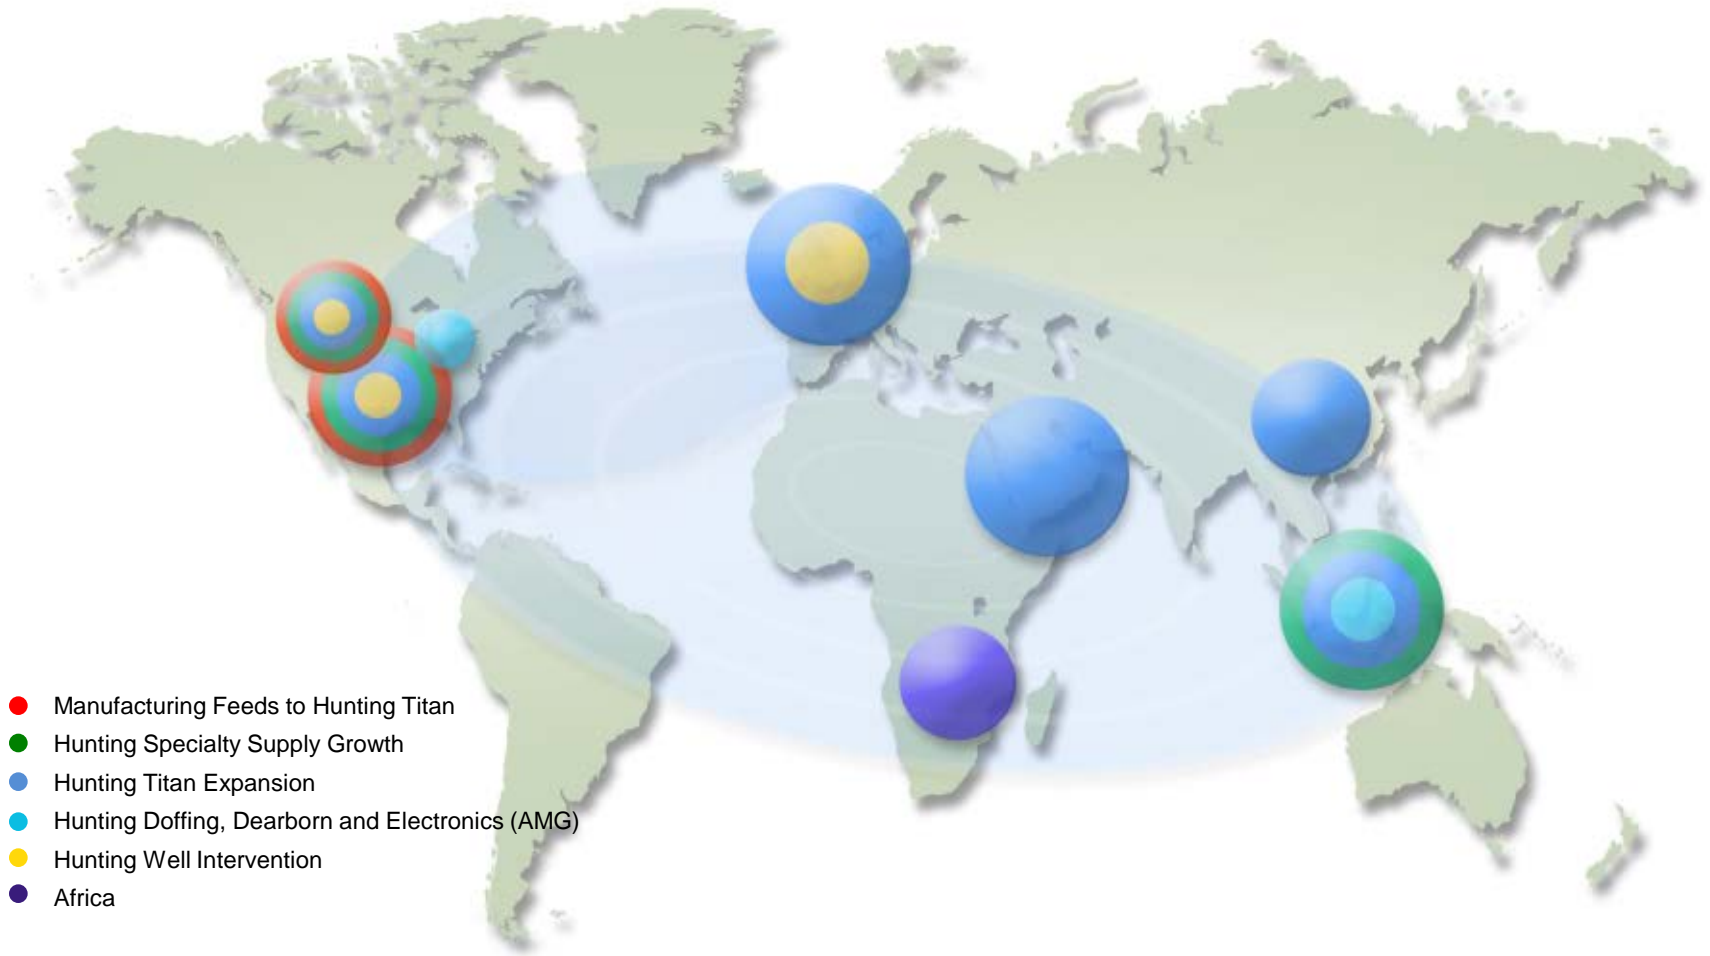 Manufacturing Feeds to Hunting Titan
Hunting Specialty Supply Growth
Hunting Titan Expansion
Hunting Doffing, Dearborn and Electronics (AMG)
Hunting Well Intervention
Africa